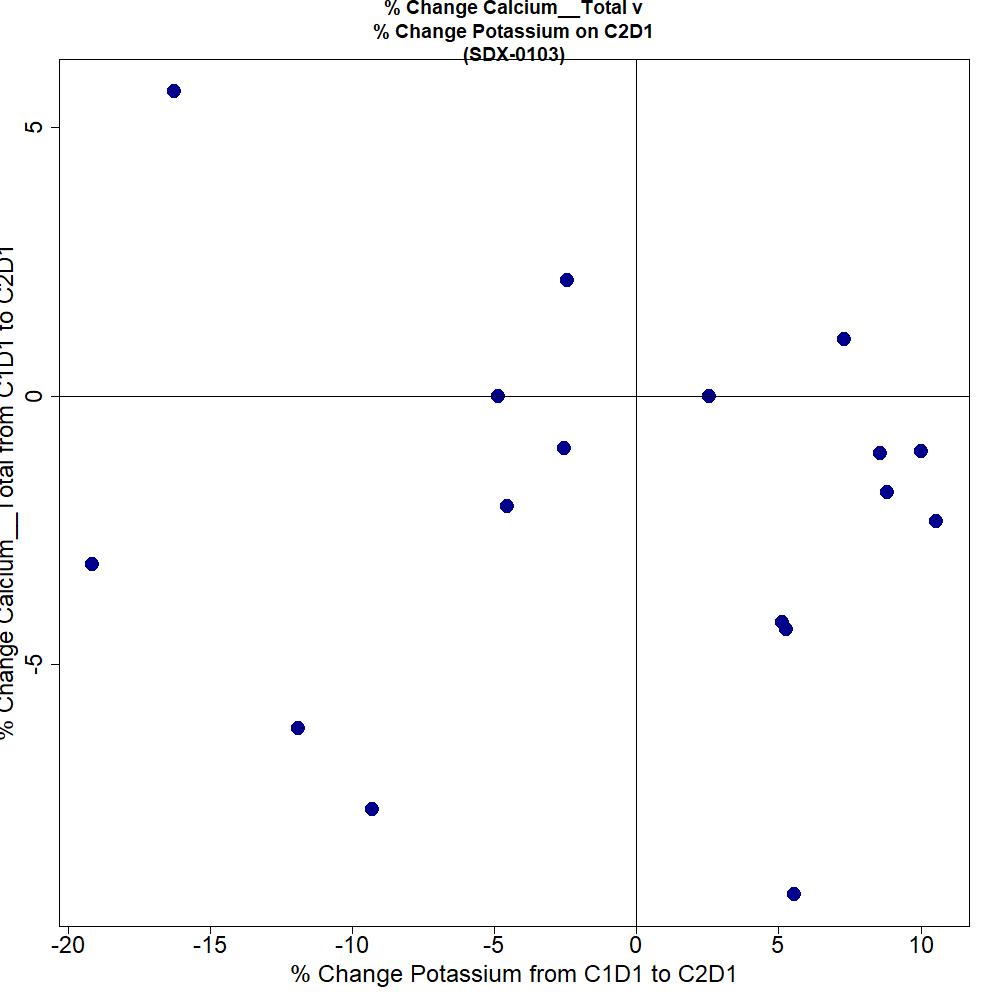 % Change Calcium__Total v
% Change Potassium on C2D1
(SDX-0103)
% Change Calcium__Total from C1D1 to C2D1
5
0
-5
-20
-15
-10
-5
0
5
10
% Change Potassium from C1D1 to C2D1